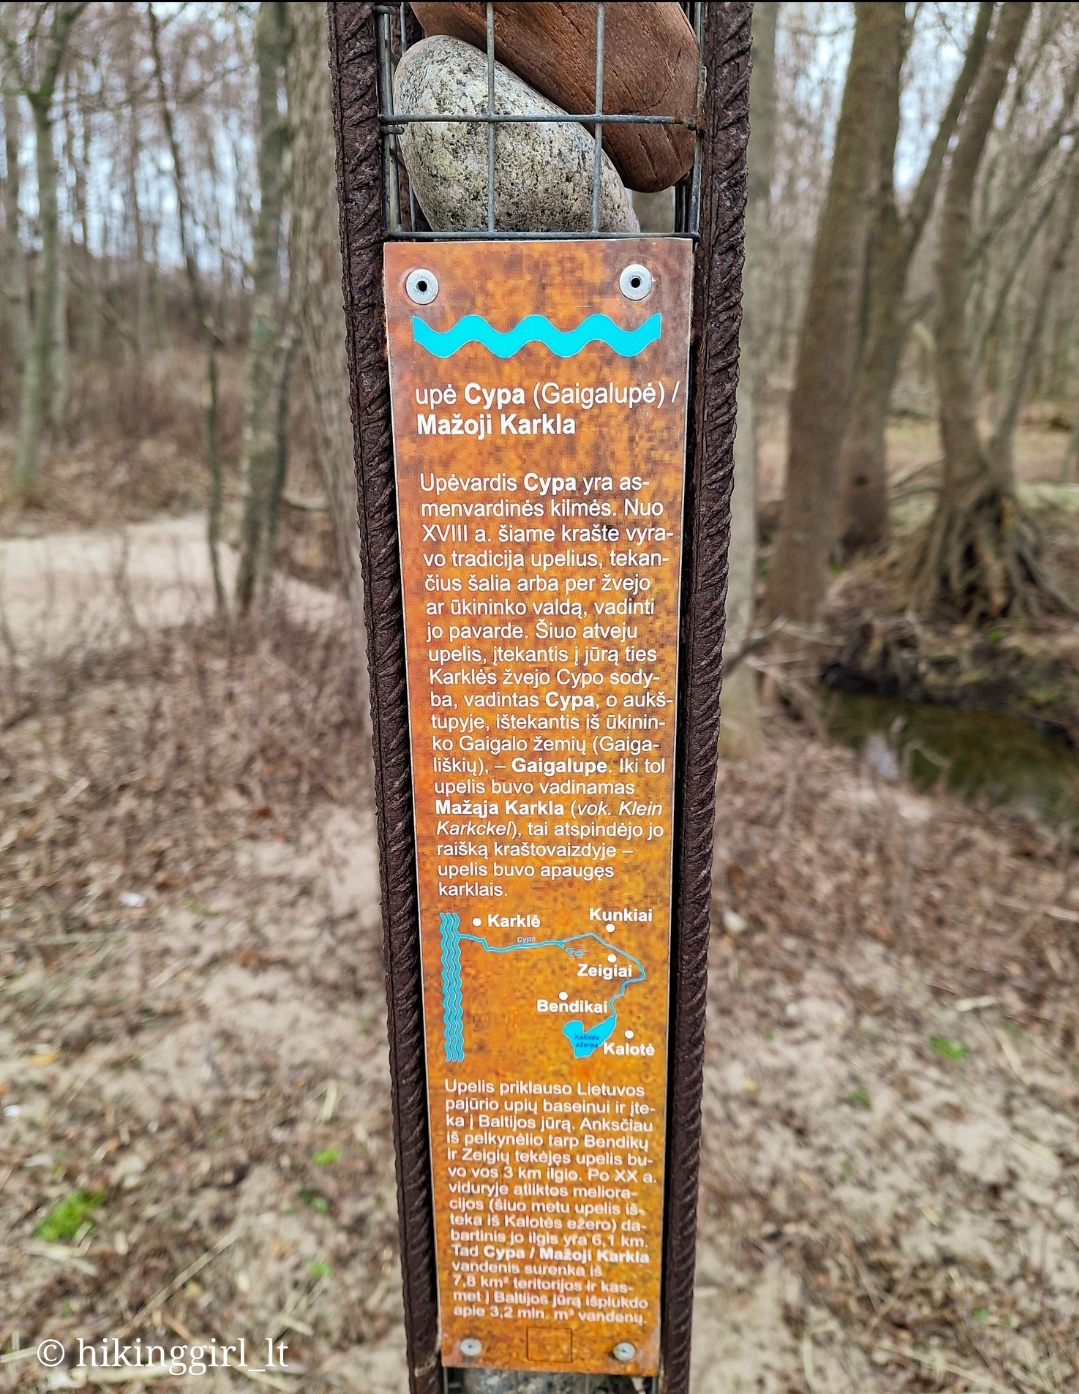 upė Cypa (Gaigalupė) /
Mažoji Karkla
Upėvardis Cypa yra as-
menvardinės kilmės. Nuo
XVIII a. šiame krašte vyra-
vo tradicija upelius, tekan-
čius šalia arba per žvejo
ar ūkininko valdą, vadinti
jo pavarde. Šiuo atveju
upelis, įtekantis į jūrą ties
Karklės žvejo Cypo sody-
ba, vadintas Cypa, o aukš-
tupyje, ištekantis iš ūkinin-
ko Gaigalo žemių (Gaiga-
liškių), – Gaigalupe. Iki tol
upelis buvo vadinamas
Mažąja Karkla (vok. Klein
Karkckel), tai atspindėjo jo
raišką kraštovaizdyje –
upelis buvo apaugęs
karklais.
Karklė
Kunkiai
Cypa
Zeigiai
Bendikai
Kalotės
ežeras
Kalotė
Upelis priklauso Lietuvos
pajūrio upių baseinui ir įte-
ka į Baltijos jūrą. Anksčiau
iš pelkynėlio tarp Bendikų
ir Zeigių tekėjęs upelis bu-
vo vos 3 km ilgio. Po XX a.
viduryje atliktos meliora-
cijos (šiuo metu upelis iš-
teka iš Kalotės ežero) da-
bartinis jo ilgis yra 6,1 km.
Tad Cypa / Mažoji Karkla
vandenis surenka iš
7,8 km² teritorijos ir kas-
met į Baltijos jūrą išplukdo
apie 3,2 mln. m³ vandenų.
© hikinggirl_lt